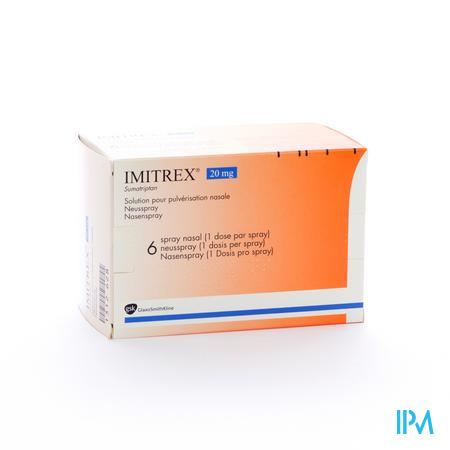 IMITREX® 20 mg
Sumatriptan
Solution pour pulvérisation nasale
Neusspray
Nasenspray
6 spray nasal (1 dose par spray)
neusspray (1 dosis per spray)
Nasenspray (1 Dosis pro spray)
gsk GlaxoSmithKline
IMITREX®
IPM